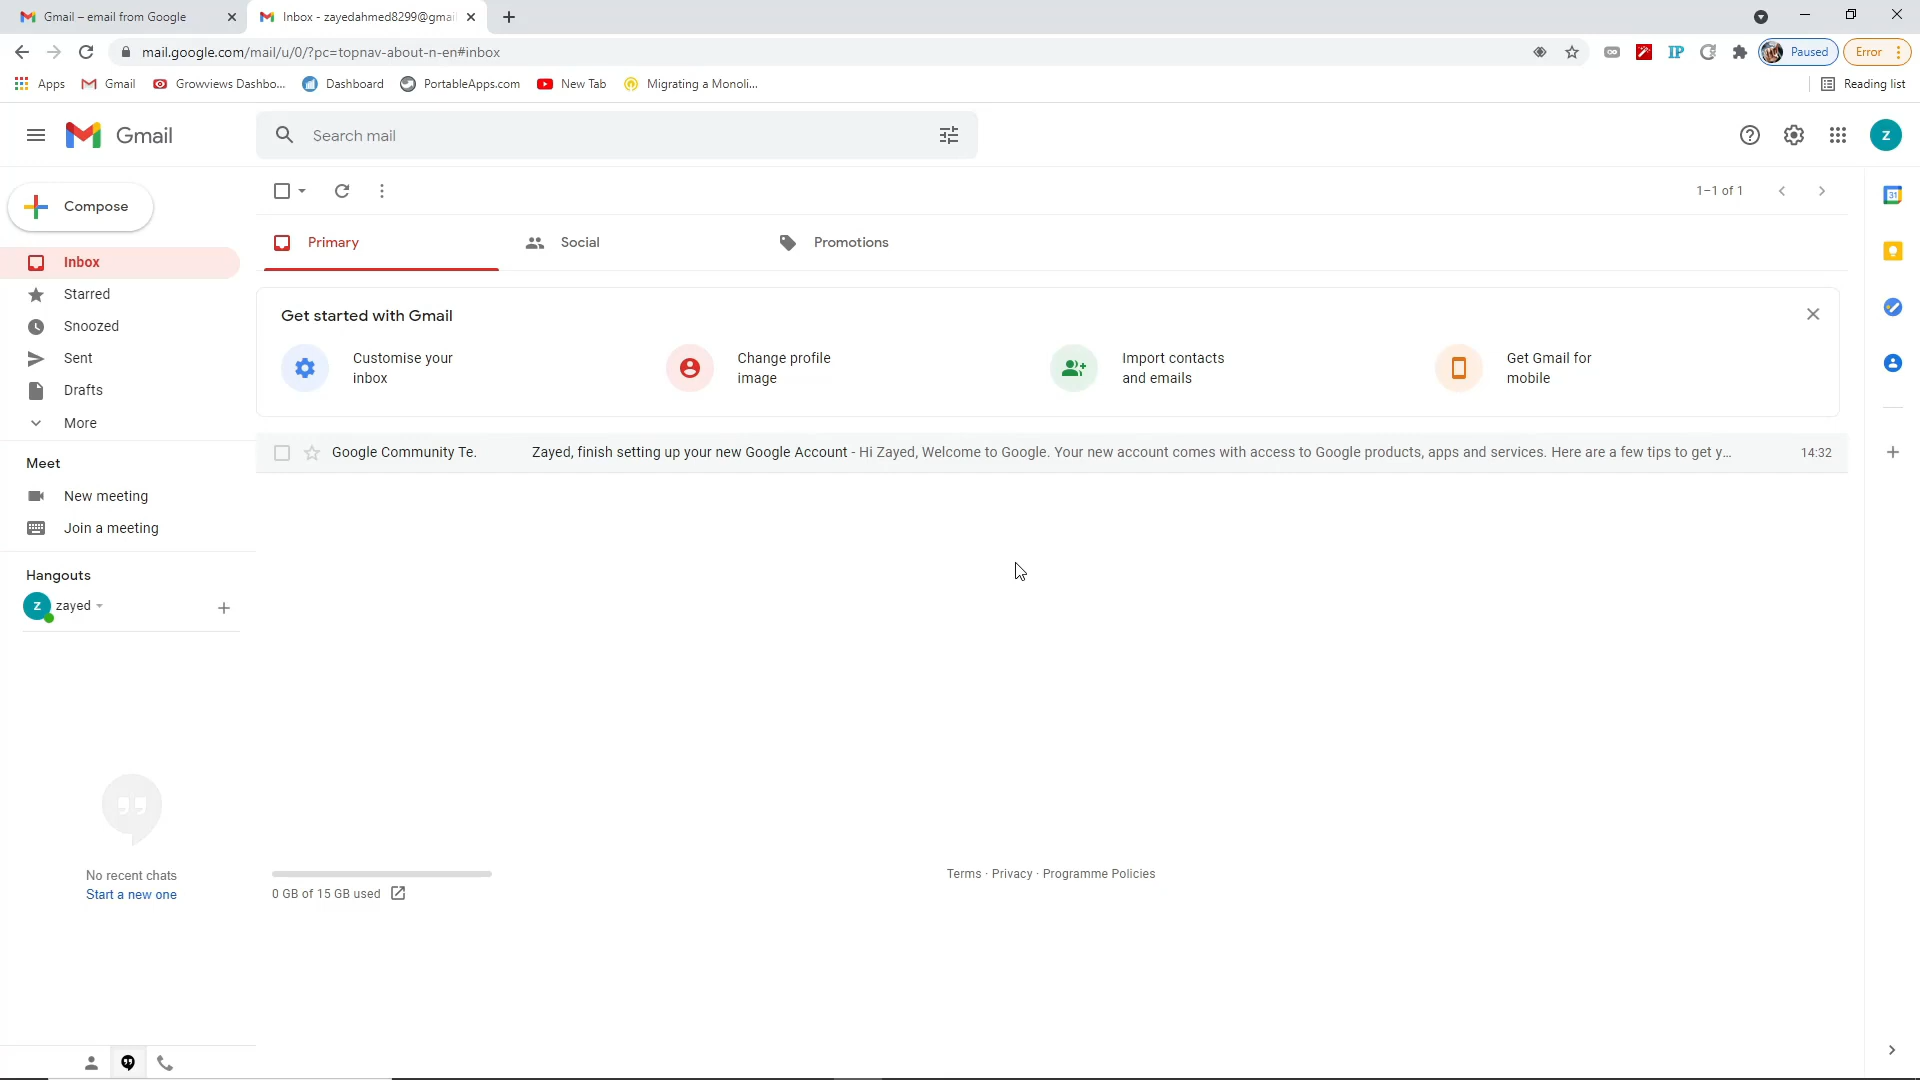 Gmail – email from Google
Inbox - zayedahmed8299@gmai
mail.google.com/mail/u/0/?pc=topnav-about-n-en#inbox
IP
Paused
Error
Apps
Gmail
Growviews Dashbo...
Dashboard
PortableApps.com
New Tab
Migrating a Monoli...
Reading list
Gmail
Search mail
Z
Compose
1–1 of 1
31
Primary
Social
Promotions
Inbox
Starred
Snoozed
Sent
Drafts
More
Get started with Gmail
Customise your
inbox
Change profile
image
Import contacts
and emails
Get Gmail for
mobile
Google Community Te.
Zayed, finish setting up your new Google Account - Hi Zayed, Welcome to Google. Your new account comes with access to Google products, apps and services. Here are a few tips to get y...
14:32
Meet
New meeting
Join a meeting
Hangouts
Z
zayed
No recent chats
Start a new one
0 GB of 15 GB used
Terms · Privacy · Programme Policies